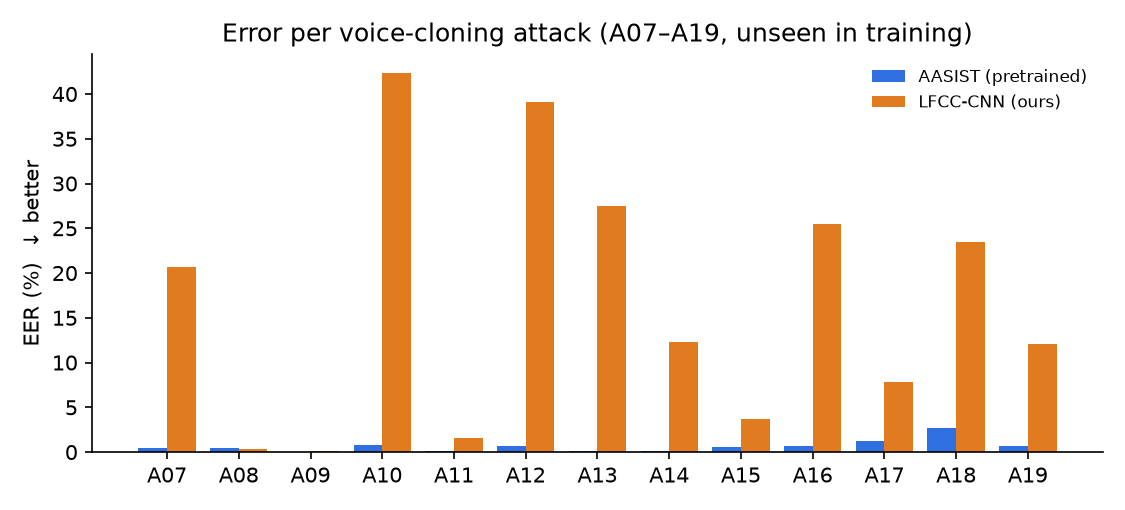 Error per voice-cloning attack (A07–A19, unseen in training)
AASIST (pretrained)
LFCC-CNN (ours)
EER (%) ↓ better
40
35
30
25
20
15
10
5
0
A07 A08 A09 A10 A11 A12 A13 A14 A15 A16 A17 A18 A19